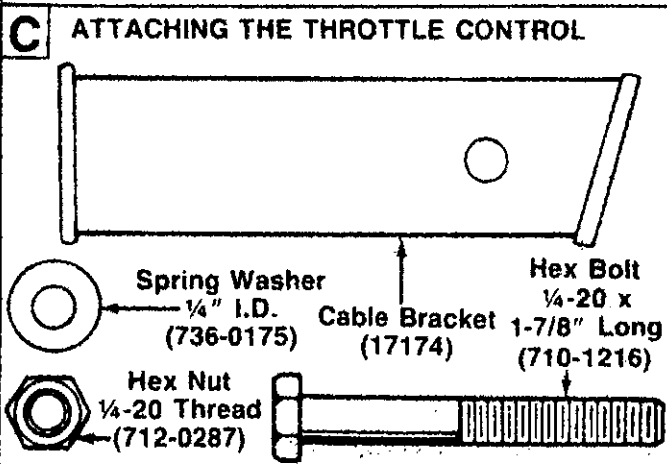 C ATTACHING THE THROTTLE CONTROL
Spring Washer
¼" I.D.
(736-0175)
Cable Bracket
(17174)
Hex Bolt
¼-20 x
1-7/8" Long
(710-1216)
Hex Nut
¼-20 Thread
(712-0287)